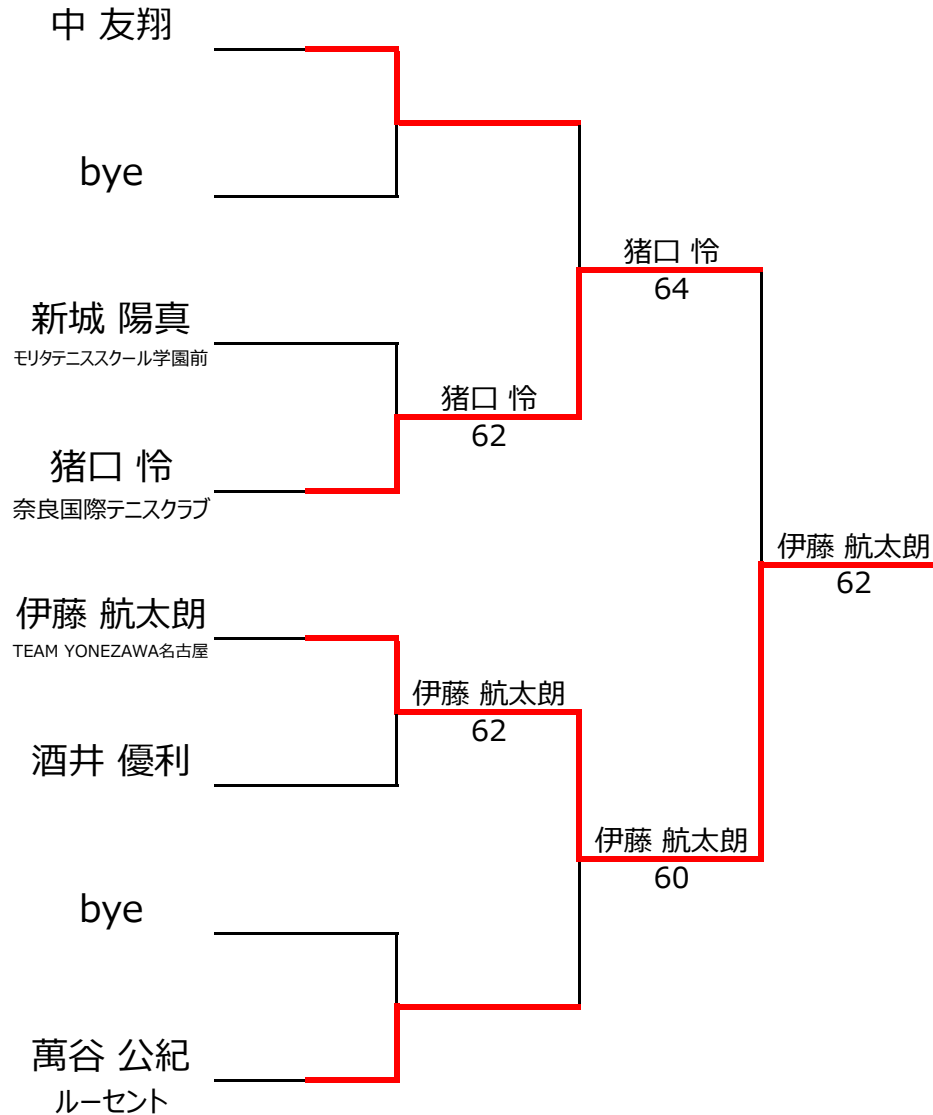 中 友翔
bye
新城 陽真
モリタテニススクール学園前
猪口 怜
奈良国際テニスクラブ
伊藤 航太朗
TEAM YONEZAWA名古屋
酒井 優利
bye
萬谷 公紀
ルーセント
猪口 怜
62
伊藤 航太朗
62
猪口 怜
64
伊藤 航太朗
60
伊藤 航太朗
62